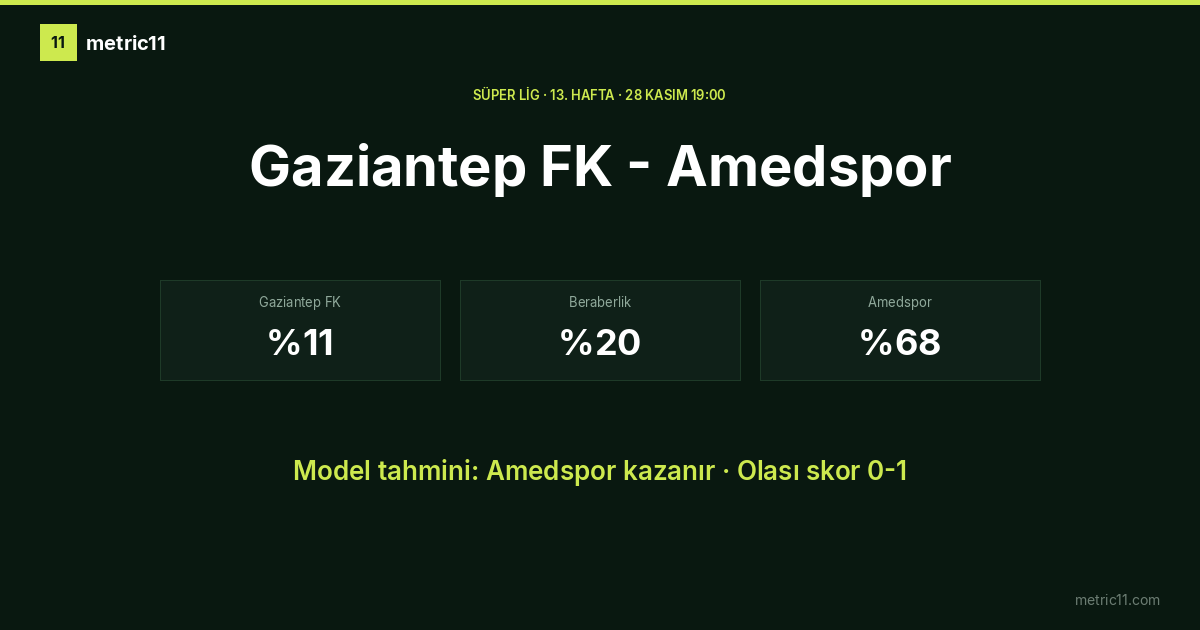 11 metric11
SÜPER LİG · 13. HAFTA · 28 KASIM 19:00
Gaziantep FK - Amedspor
Gaziantep FK
%11
Beraberlik
%20
Amedspor
%68
Model tahmini: Amedspor kazanır · Olası skor 0-1
metric11.com